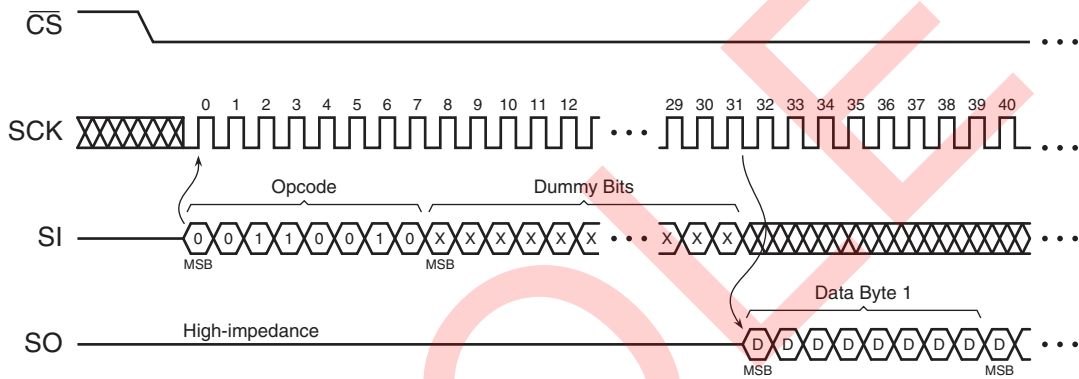 CS
0 1 2 3 4 5 6 7 8 9 10 11 12 29 30 31 32 33 34 35 36 37 38 39 40
SCK
Opcode Dummy Bits
SI 0 0 1 1 0 0 1 0 X X X X X X X X X
MSB MSB
Data Byte 1
High-impedance
SO D D D D D D D D D
MSB MSB